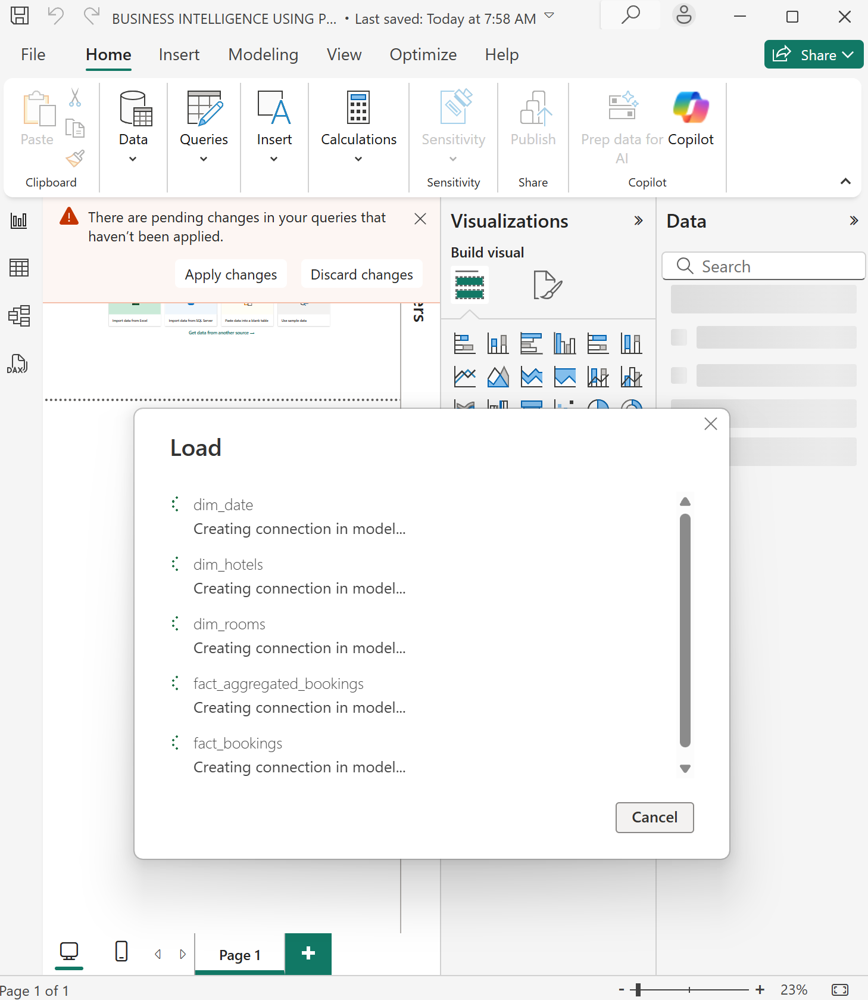 BUSINESS INTELLIGENCE USING P... • Last saved: Today at 7:58 AM
File Home Insert Modeling View Optimize Help Share
Paste
Data
Queries
Insert
Calculations
Sensitivity
Publish
Prep data for AI
Copilot
Clipboard
Sensitivity
Share
Copilot
There are pending changes in your queries that
haven't been applied.
Apply changes Discard changes
Visualizations
Build visual
Data
Search
DAX
Import data from Excel Import data from SQL Server Paste data into a blank table Use sample data
Get data from another source →
ers
Load
dim_date
Creating connection in model...
dim_hotels
Creating connection in model...
dim_rooms
Creating connection in model...
fact_aggregated_bookings
Creating connection in model...
fact_bookings
Creating connection in model...
Cancel
Page 1
Page 1 of 1
- + 23%